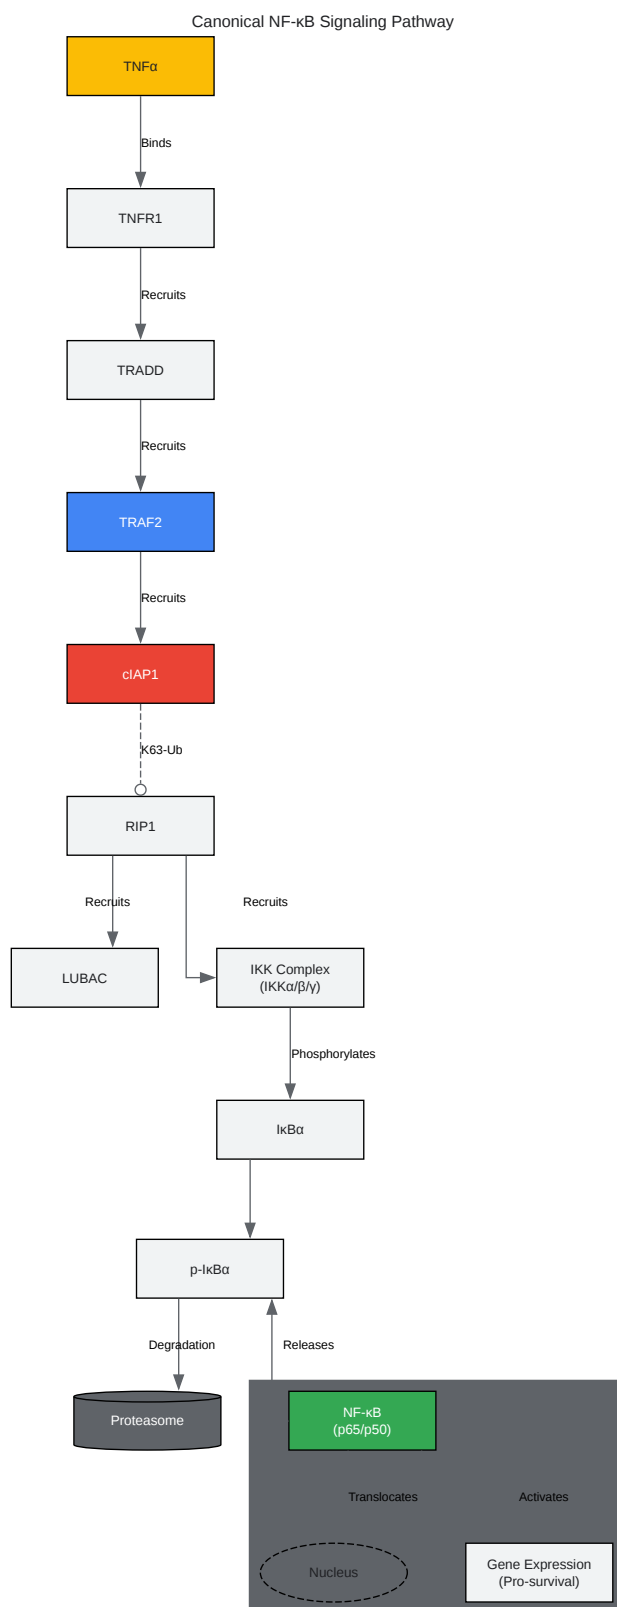 Canonical NF-κB Signaling Pathway
TNFα
Binds
TNFR1
Recruits
TRADD
Recruits
TRAF2
Recruits
cIAP1
K63-Ub
RIP1
Recruits
Recruits
LUBAC
IKK Complex
(IKKα/β/γ)
Phosphorylates
IκBα
p-IκBα
Degradation
Releases
Proteasome
NF-κB
(p65/p50)
Translocates
Activates
Nucleus
Gene Expression
(Pro-survival)